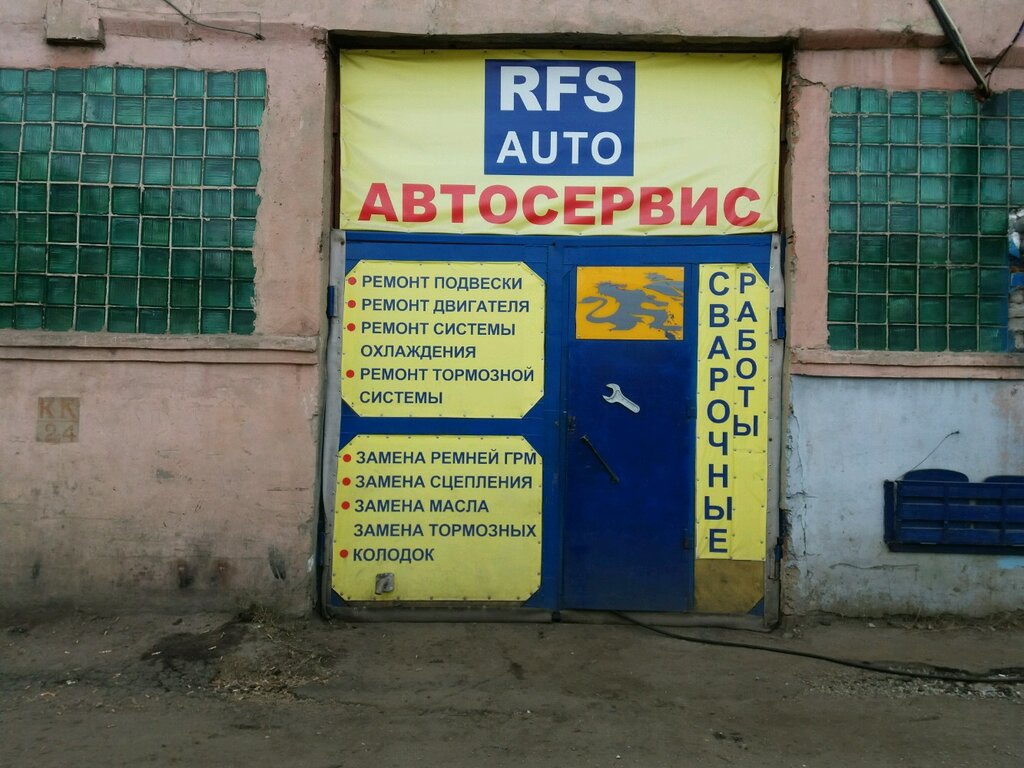 RFS
AUTO
АВТОСЕРВИС
РЕМОНТ ПОДВЕСКИ
РЕМОНТ ДВИГАТЕЛЯ
РЕМОНТ СИСТЕМЫ
ОХЛАЖДЕНИЯ
РЕМОНТ ТОРМОЗНОЙ
СИСТЕМЫ
ЗАМЕНА РЕМНЕЙ ГРМ
ЗАМЕНА СЦЕПЛЕНИЯ
ЗАМЕНА МАСЛА
ЗАМЕНА ТОРМОЗНЫХ
КОЛОДОК
СВАРОЧНЫЕ
РАБОТЫ
КК
24